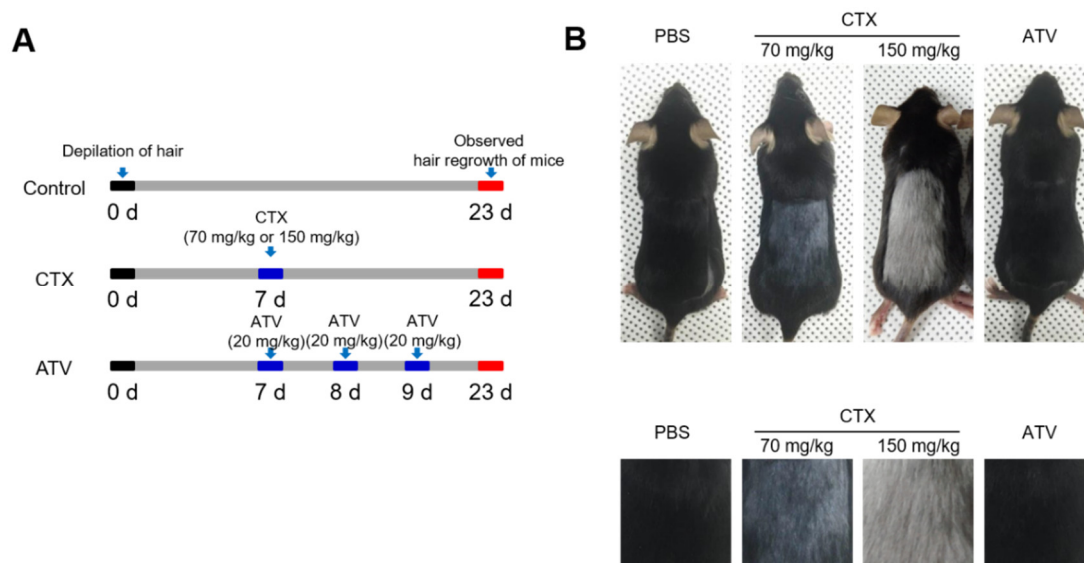 A
Depilation of hair
Observed
hair regrowth of mice
Control
0 d
23 d
CTX
(70 mg/kg or 150 mg/kg)
CTX
0 d
7 d
23 d
ATV ATV ATV
(20 mg/kg) (20 mg/kg) (20 mg/kg)
ATV
0 d
7 d
8 d
9 d
23 d
B
CTX
PBS
70 mg/kg
150 mg/kg
ATV
CTX
PBS
70 mg/kg
150 mg/kg
ATV